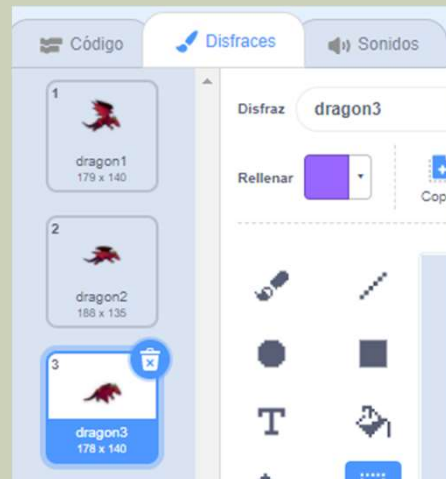 Código
Disfraces
Sonidos
1
dragon1
179 x 140
2
dragon2
188 x 135
3
dragon3
178 x 140
Disfraz dragon3
Rellenar
Cop
T